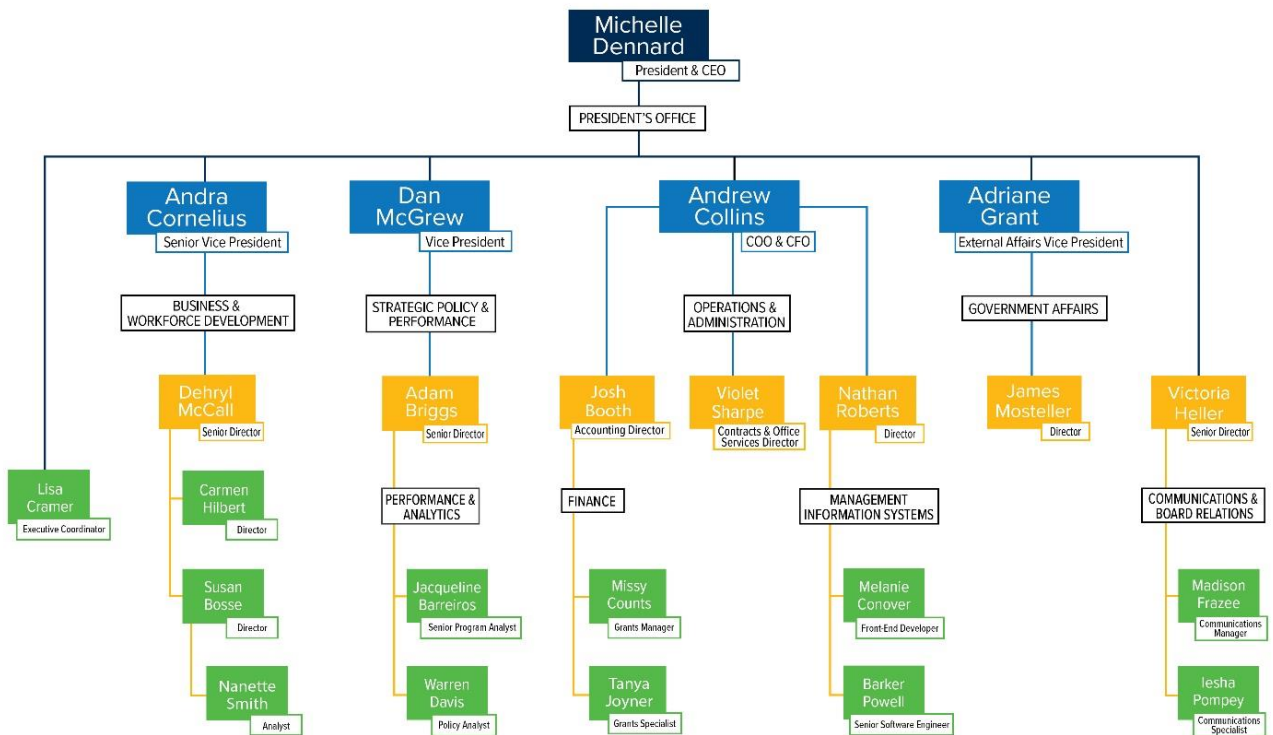 Michelle
Dennard
President & CEO
PRESIDENT'S OFFICE
Andra
Cornelius
Senior Vice President
Dan
McGrew
Vice President
Andrew
Collins
COO & CFO
Adriane
Grant
External Affairs Vice President
BUSINESS &
WORKFORCE DEVELOPMENT
STRATEGIC POLICY &
PERFORMANCE
OPERATIONS &
ADMINISTRATION
GOVERNMENT AFFAIRS
Dehryl
McCall
Senior Director
Adam
Briggs
Senior Director
Josh
Booth
Accounting Director
Violet
Sharpe
Contracts & Office
Services Director
Nathan
Roberts
Director
James
Mosteller
Director
Victoria
Heller
Senior Director
Lisa
Cramer
Executive Coordinator
Carmen
Hilbert
Director
PERFORMANCE &
ANALYTICS
FINANCE
MANAGEMENT
INFORMATION SYSTEMS
COMMUNICATIONS &
BOARD RELATIONS
Susan
Bosse
Director
Jacqueline
Barreiros
Senior Program Analyst
Missy
Counts
Grants Manager
Melanie
Conover
Front-End Developer
Madison
Frazee
Communications
Manager
Nanette
Smith
Analyst
Warren
Davis
Policy Analyst
Tanya
Joyner
Grants Specialist
Barker
Powell
Senior Software Engineer
Iesha
Pompey
Communications
Specialist